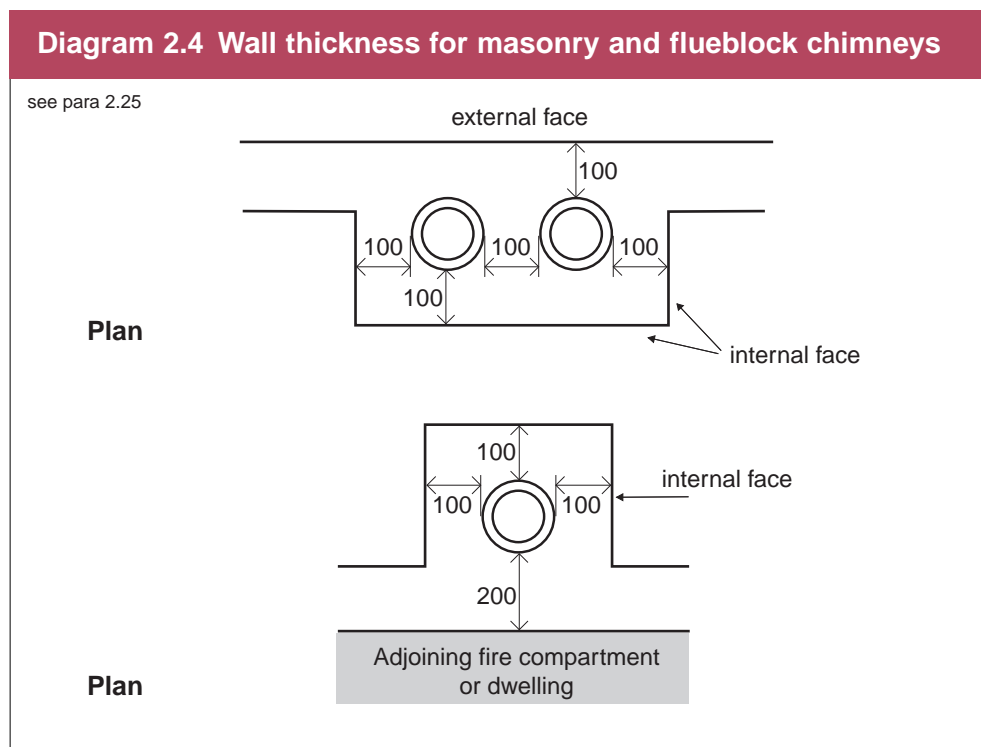 Diagram 2.4 Wall thickness for masonry and flueblock chimneys
see para 2.25
external face
100
100 100 100
100
Plan
internal face
100
internal face
100 100
200
Adjoining fire compartment
or dwelling
Plan